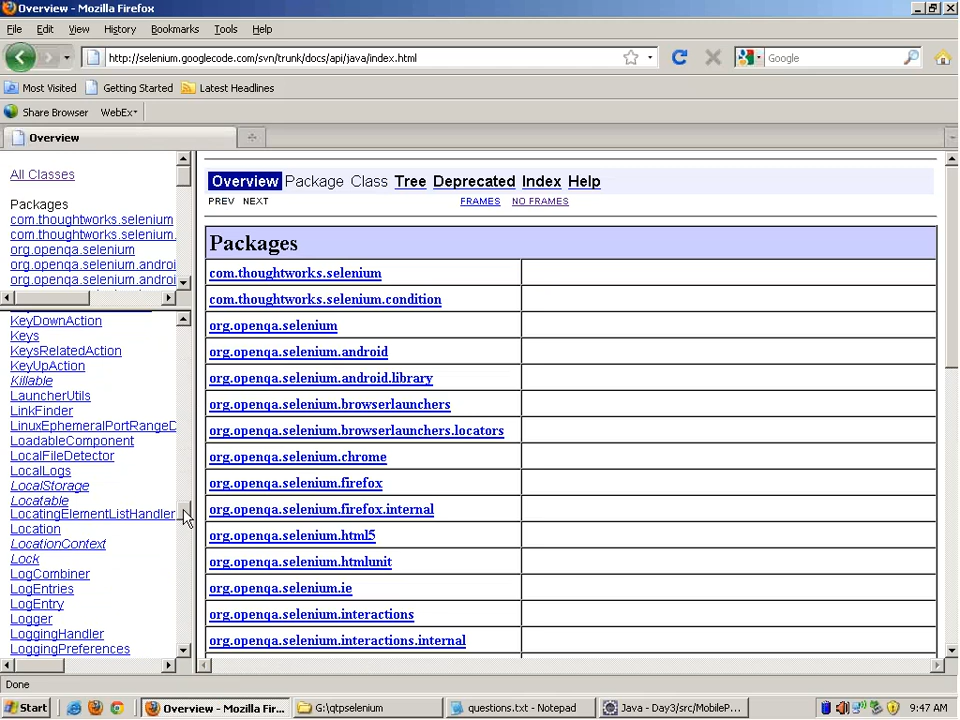 Overview - Mozilla Firefox
File Edit View History Bookmarks Tools Help
http://selenium.googlecode.com/svn/trunk/docs/api/java/index.html
Google
Most Visited Getting Started Latest Headlines
Share Browser WebEx
Overview
All Classes
Packages
com.thoughtworks.selenium
com.thoughtworks.selenium.
org.openqa.selenium
org.openqa.selenium.androi
org.openqa.selenium.androi
KeyDownAction
Keys
KeysRelatedAction
KeyUpAction
Killable
LauncherUtils
LinkFinder
LinuxEphemeralPortRangeD
LoadableComponent
LocalFileDetector
LocalLogs
LocalStorage
Locatable
LocatingElementListHandler
Location
LocationContext
Lock
LogCombiner
LogEntries
LogEntry
Logger
LoggingHandler
LoggingPreferences
Overview Package Class Tree Deprecated Index Help
PREV NEXT FRAMES NO FRAMES
Packages
com.thoughtworks.selenium
com.thoughtworks.selenium.condition
org.openqa.selenium
org.openqa.selenium.android
org.openqa.selenium.android.library
org.openqa.selenium.browserlaunchers
org.openqa.selenium.browserlaunchers.locators
org.openqa.selenium.chrome
org.openqa.selenium.firefox
org.openqa.selenium.firefox.internal
org.openqa.selenium.html5
org.openqa.selenium.htmlunit
org.openqa.selenium.ie
org.openqa.selenium.interactions
org.openqa.selenium.interactions.internal
Done
Start Overview - Mozilla Fir... G:\qtpselenium questions.txt - Notepad Java - Day3/src/MobileP... 9:47 AM